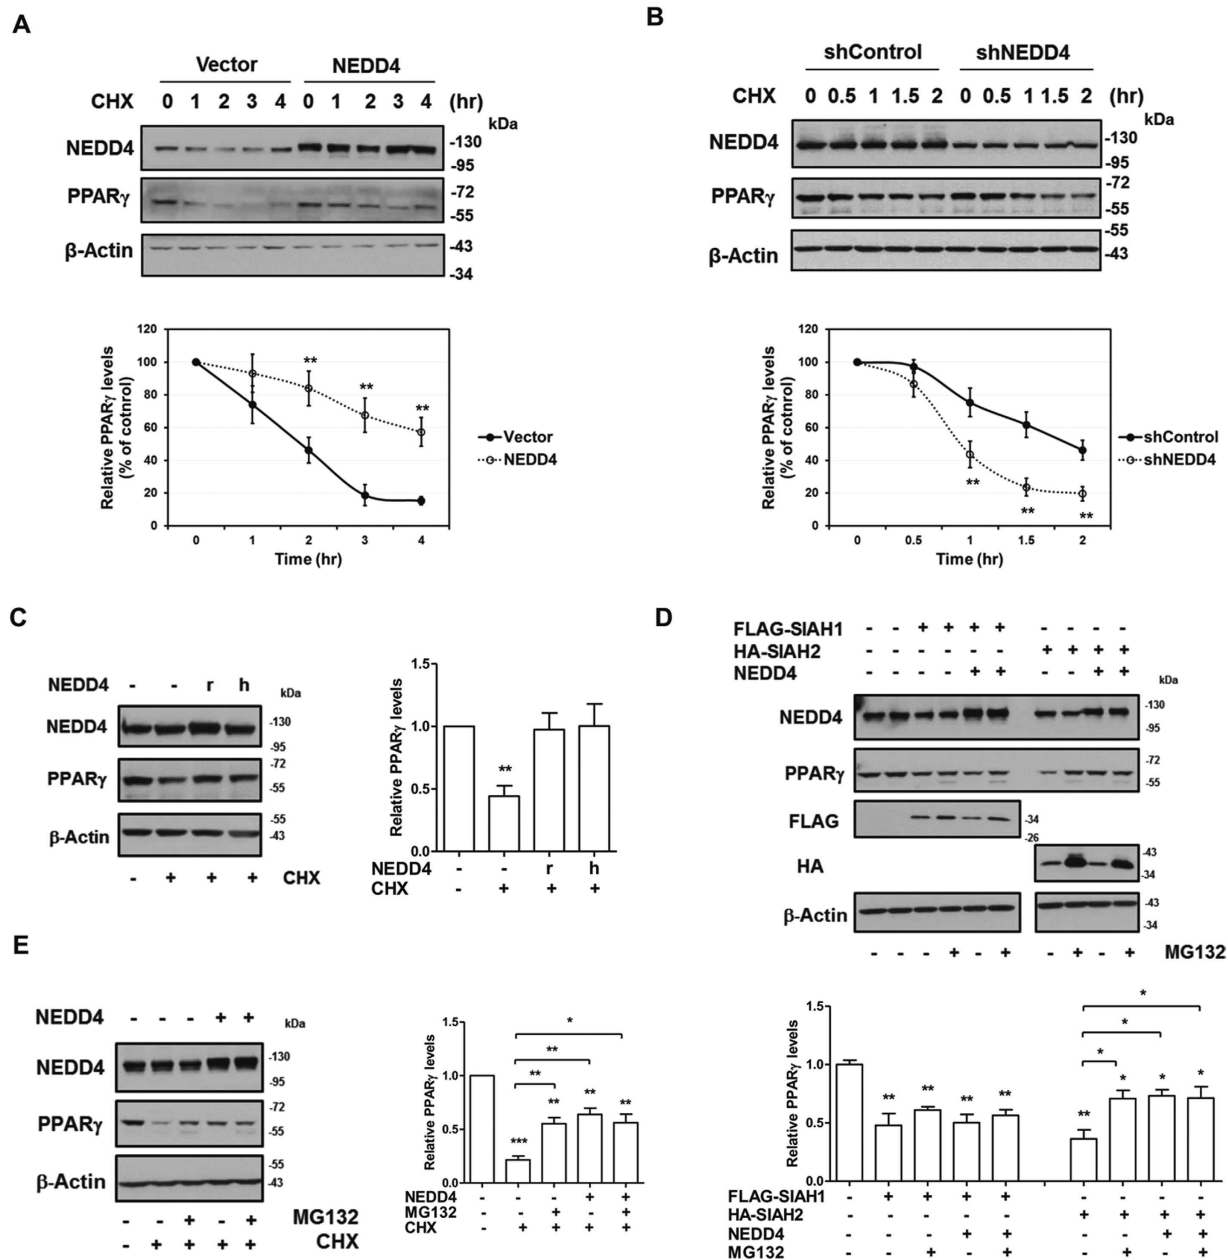 A
Vector NEDD4
CHX 0 1 2 3 4 0 1 2 3 4 (hr)
kDa
NEDD4 -130
-95
PPARγ -72
-55
β-Actin -43
-34
120
100
80
60
40
20
0
Relative PPARγ levels
(% of cotnrol)
** ** **
0 1 2 3 4
Time (hr)
Vector
NEDD4
B
shControl shNEDD4
CHX 0 0.5 1 1.5 2 0 0.5 1 1.5 2 (hr)
kDa
NEDD4 -130
-95
PPARγ -72
-55
-55
β-Actin -43
120
100
80
60
40
20
0
Relative PPARγ levels
(% of cotnrol)
** ** **
0 0.5 1 1.5 2
Time (hr)
shControl
shNEDD4
C
NEDD4 - - r h
kDa
NEDD4 -130
-95
PPARγ -72
-55
-55
β-Actin -43
- + + + CHX
1.5
1.0
0.5
0.0
Relative PPARγ levels
**
NEDD4 - - r h
CHX - + + +
D
FLAG-SIAH1 - - + + + + - - - -
HA-SIAH2 - - - - - - + + + +
NEDD4 - - - - + + - - + +
kDa
NEDD4 -130
-95
PPARγ -72
-55
FLAG -34
-26
HA -43
-34
β-Actin -43
-34
- - - + - + - + - + MG132
1.5
1.0
0.5
0.0
Relative PPARγ levels
** ** ** ** ** * * *
* * *
FLAG-SIAH1 - + + + + - - - -
HA-SIAH2 - - - - - + + + +
NEDD4 - - - + + - - + +
MG132 - - + - + - + - +
E
NEDD4 - - - + +
kDa
NEDD4 -130
-95
PPARγ -72
-55
-55
β-Actin -43
- - + - + MG132
- + + + + CHX
1.5
1.0
0.5
0.0
Relative PPARγ levels
*** ** ** **
** ** *
NEDD4 - - - + +
MG132 - - + - +
CHX - + + + +